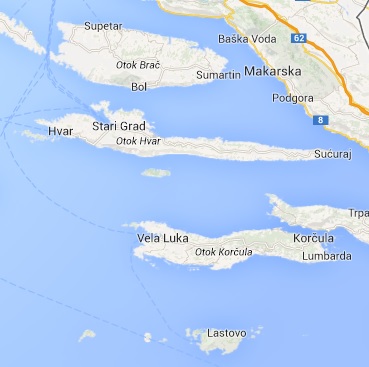 Supetar
Baška Voda
62
Otok Brač
Sumartin
Makarska
Bol
Podgora
8
Hvar
Stari Grad
Otok Hvar
Sućuraj
Trpa
Vela Luka
Korčula
Otok Korčula
Lumbarda
Lastovo